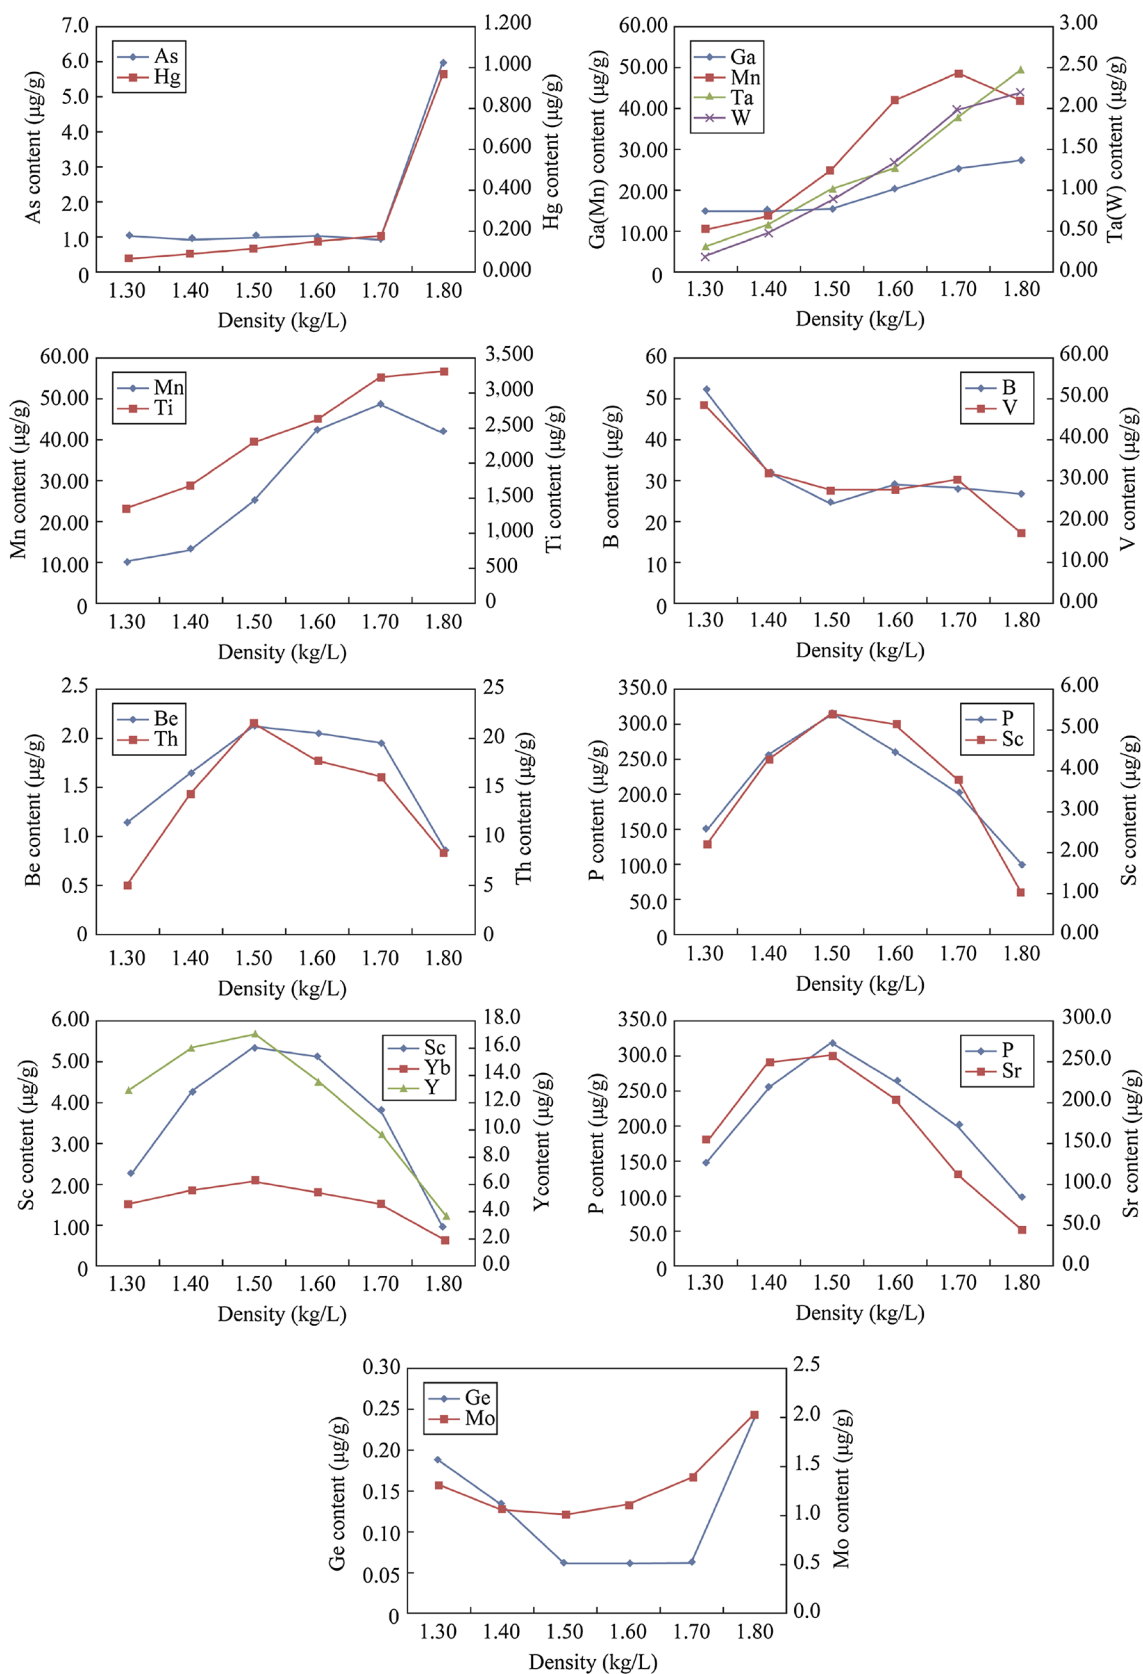 7.0
6.0
5.0
4.0
3.0
2.0
1.0
0
As content (μg/g)
As
Hg
1.200
1.000
0.800
0.600
0.400
0.200
0.000
Hg content (μg/g)
1.30 1.40 1.50 1.60 1.70 1.80
Density (kg/L)
60.00
50.00
40.00
30.00
20.00
10.00
0
Ga(Mn) content (μg/g)
Ga
Mn
Ta
W
3.00
2.50
2.00
1.50
1.00
0.50
0.00
Ta(W) content (μg/g)
1.30 1.40 1.50 1.60 1.70 1.80
Density (kg/L)
60.00
50.00
40.00
30.00
20.00
10.00
0
Mn content (μg/g)
Mn
Ti
3.500
3.000
2.500
2.000
1.500
1.000
500
0
Ti content (μg/g)
1.30 1.40 1.50 1.60 1.70 1.80
Density (kg/L)
60
50
40
30
20
10
0
B content (μg/g)
B
V
60.00
50.00
40.00
30.00
20.00
10.00
0.00
V content (μg/g)
1.30 1.40 1.50 1.60 1.70 1.80
Density (kg/L)
2.5
2.0
1.5
1.0
0.5
0
Be content (μg/g)
Be
Th
25
20
15
10
5
0
Th content (μg/g)
1.30 1.40 1.50 1.60 1.70 1.80
Density (kg/L)
350.0
300.0
250.0
200.0
150.0
100.0
50.0
0
P content (μg/g)
P
Sc
6.00
5.00
4.00
3.00
2.00
1.00
0.00
Sc content (μg/g)
1.30 1.40 1.50 1.60 1.70 1.80
Density (kg/L)
6.00
5.00
4.00
3.00
2.00
1.00
0
Sc content (μg/g)
Sc
Yb
Y
18.0
16.0
14.0
12.0
10.0
8.0
6.0
4.0
2.0
0.0
Ycontent (μg/g)
1.30 1.40 1.50 1.60 1.70 1.80
Density (kg/L)
350.0
300.0
250.0
200.0
150.0
100.0
50.0
0
P content (μg/g)
P
Sr
300.0
250.0
200.0
150.0
100.0
50.0
0.0
Sr content (μg/g)
1.30 1.40 1.50 1.60 1.70 1.80
Density (kg/L)
0.30
0.25
0.20
0.15
0.10
0.05
0
Ge content (μg/g)
Ge
Mo
2.5
2.0
1.5
1.0
0.5
0.0
Mo content (μg/g)
1.30 1.40 1.50 1.60 1.70 1.80
Density (kg/L)